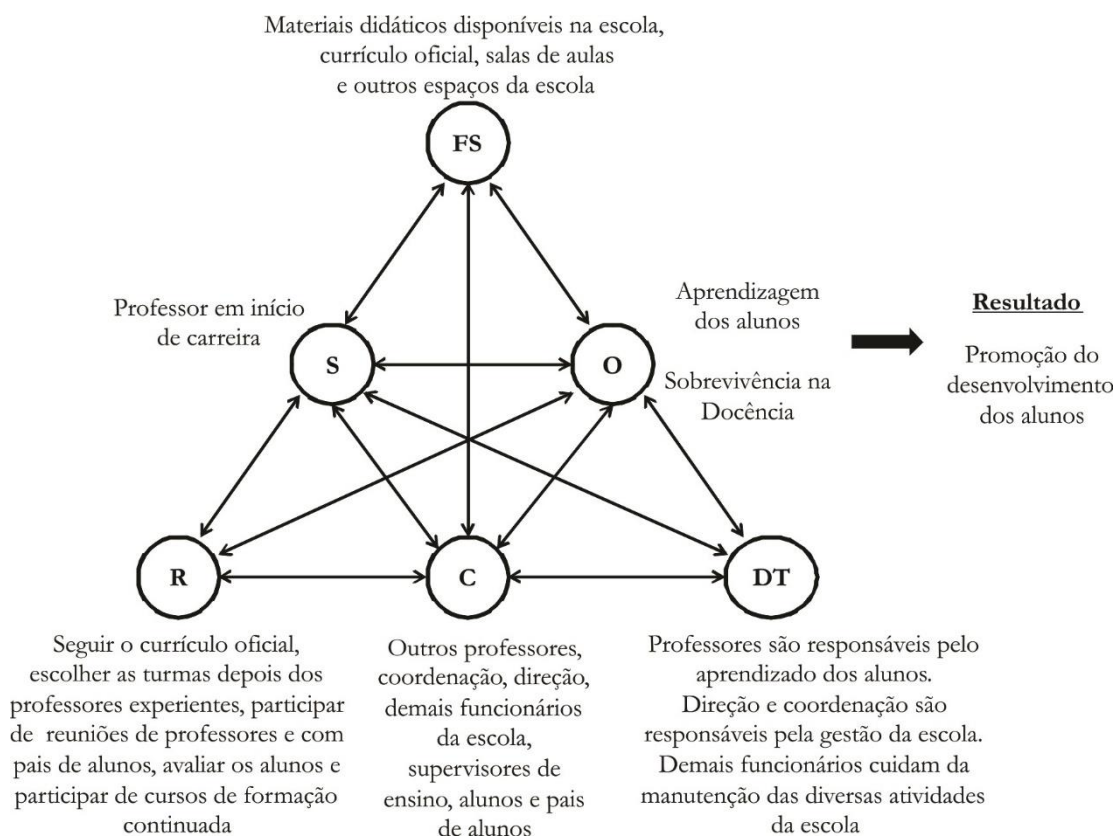 Materiais didáticos disponíveis na escola,
currículo oficial, salas de aulas
e outros espaços da escola
FS
Professor em início
de carreira
S
O
Aprendizagem
dos alunos
Sobrevivência na
Docência
Resultado
Promoção do
desenvolvimento
dos alunos
R
C
DT
Seguir o currículo oficial,
escolher as turmas depois dos
professores experientes, participar
de reuniões de professores e com
pais de alunos, avaliar os alunos e
participar de cursos de formação
continuada
Outros professores,
coordenação, direção,
demais funcionários
da escola,
supervisores de
ensino, alunos e pais
de alunos
Professores são responsáveis pelo
aprendizado dos alunos.
Direção e coordenação são
responsáveis pela gestão da escola.
Demais funcionários cuidam da
manutenção das diversas atividades
da escola